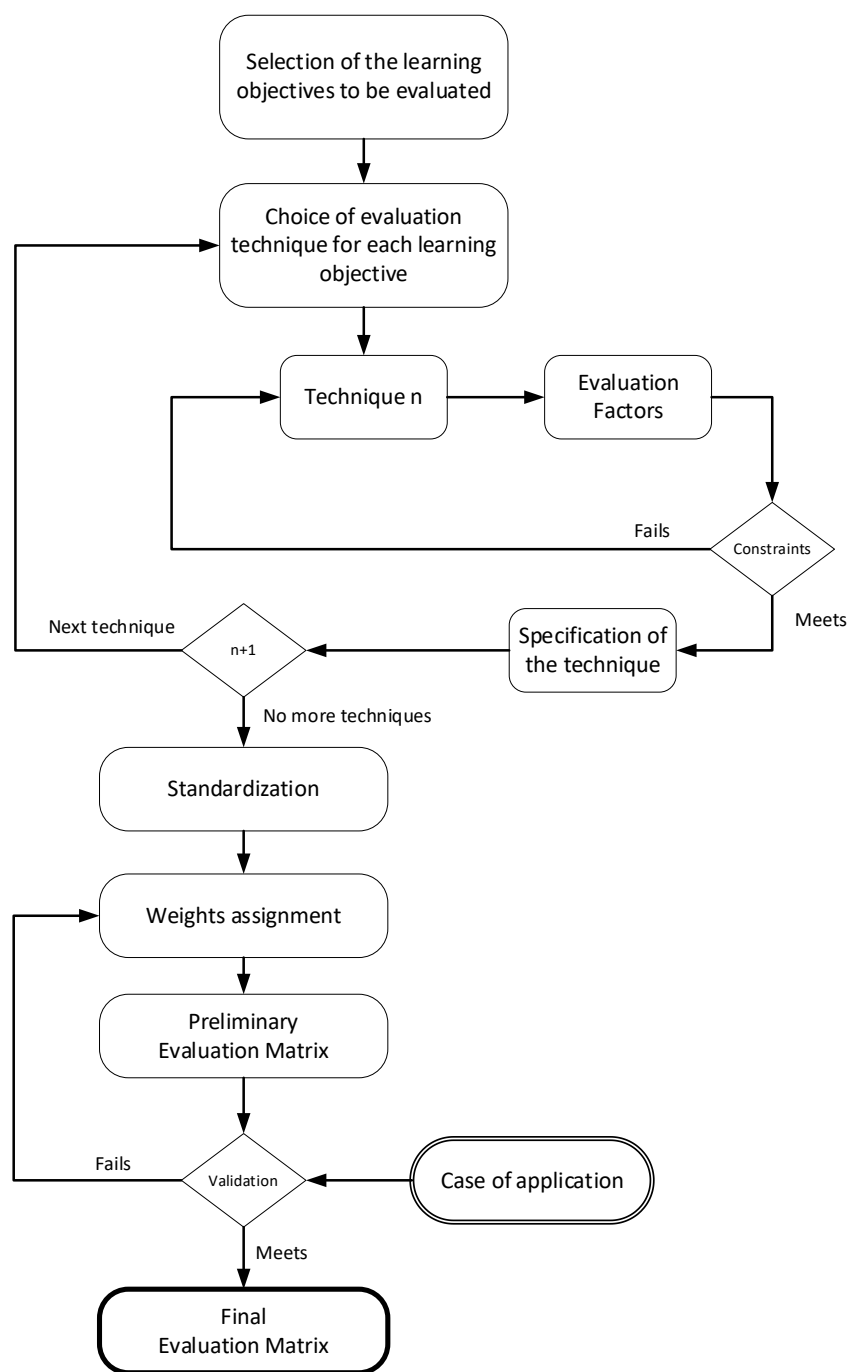 Selection of the learning
objectives to be evaluated
Choice of evaluation
technique for each learning
objective
Technique n
Evaluation
Factors
Fails
Constraints
Meets
Next technique
n+1
Specification of
the technique
No more techniques
Standardization
Weights assignment
Preliminary
Evaluation Matrix
Fails
Validation
Case of application
Meets
Final
Evaluation Matrix